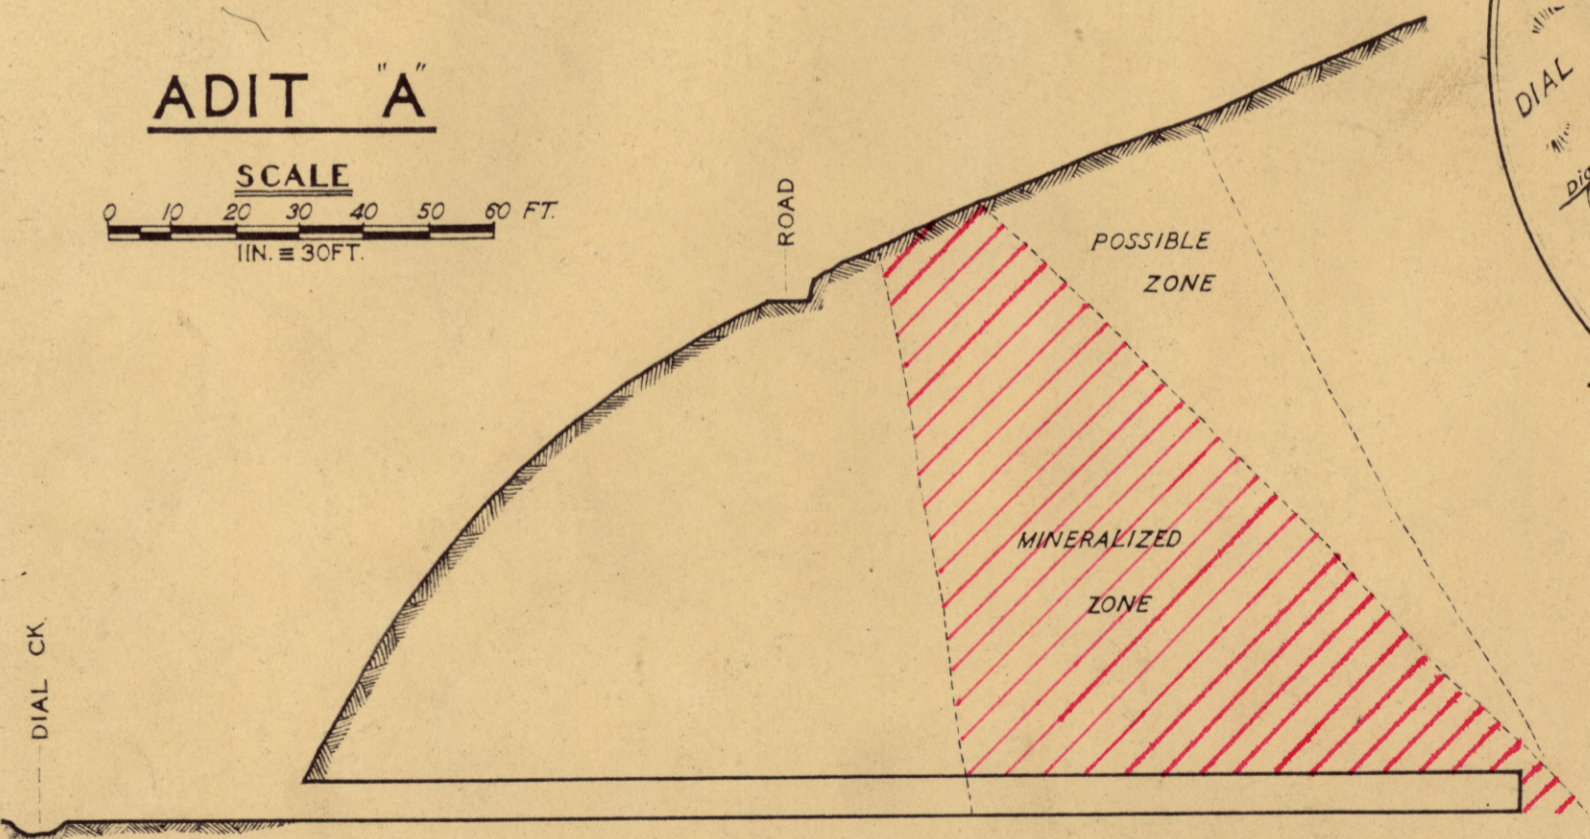 ADIT "A"
SCALE
0 10 20 30 40 50 60 FT.
1IN. ≡ 30FT.
ROAD
POSSIBLE
ZONE
MINERALIZED
ZONE
DIAL CK.
DIAL